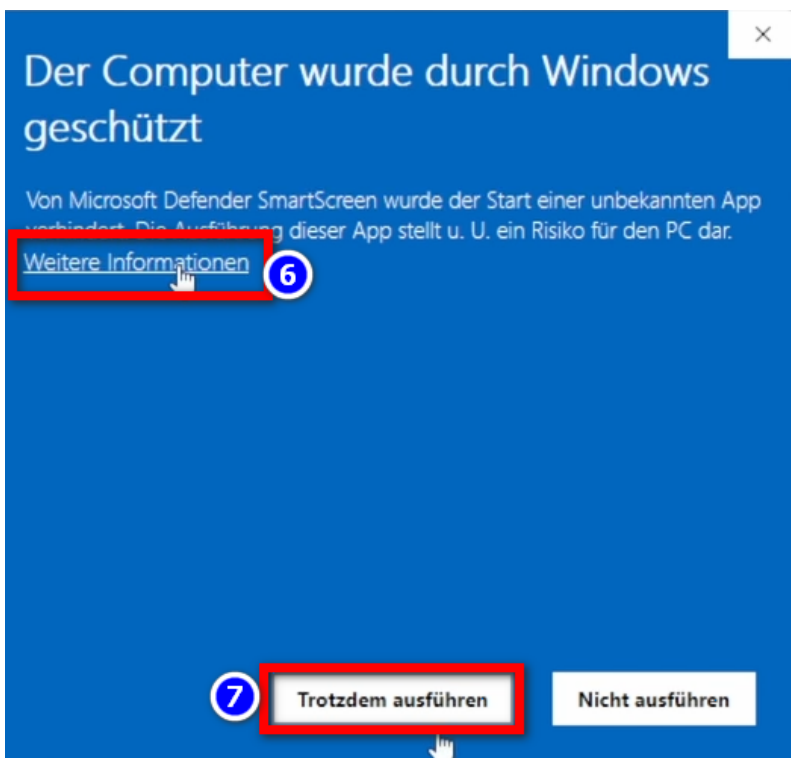 Der Computer wurde durch Windows
geschützt
Von Microsoft Defender SmartScreen wurde der Start einer unbekannten App
verhindert. Die Ausführung dieser App stellt u. U. ein Risiko für den PC dar.
Weitere Informationen
6
7
Trotzdem ausführen
Nicht ausführen